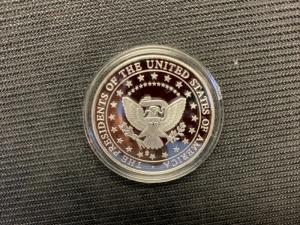 · THE PRESIDENTS OF THE UNITED STATES OF AMERICA ·